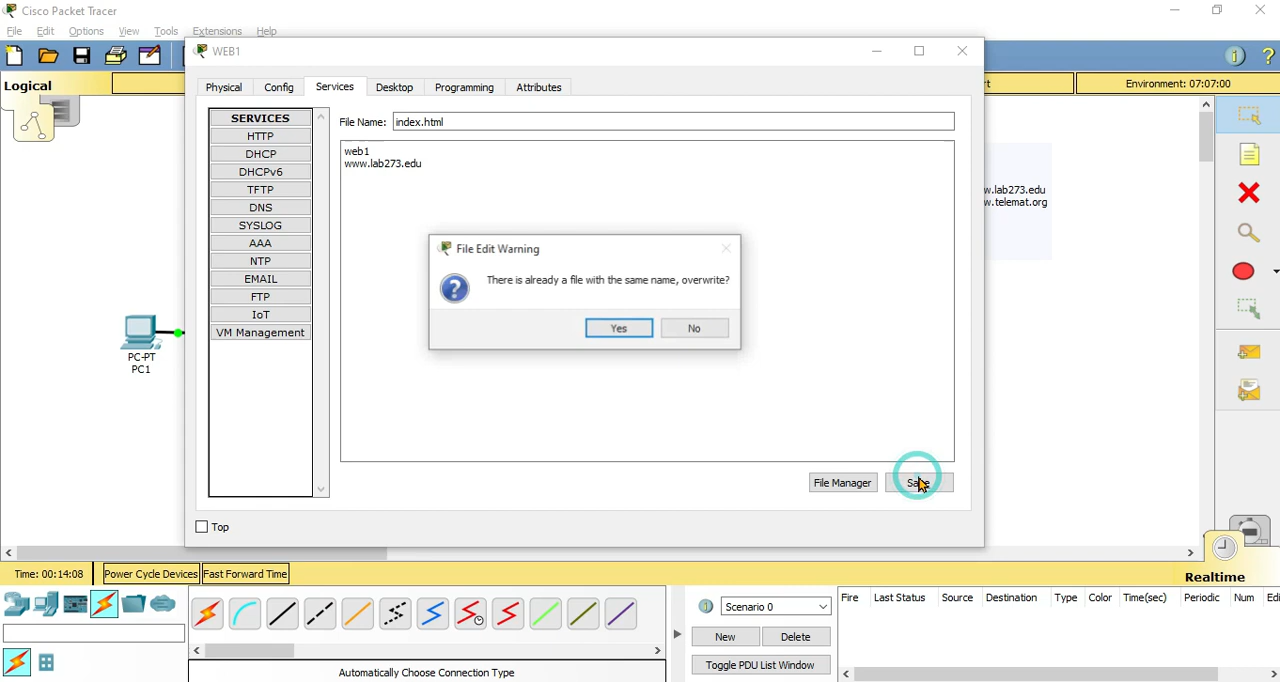 Cisco Packet Tracer
File Edit Options View Tools Extensions Help
WEB1
Logical
Environment: 07:07:00
Physical Config Services Desktop Programming Attributes
SERVICES
HTTP
DHCP
DHCPv6
TFTP
DNS
SYSLOG
AAA
NTP
EMAIL
FTP
IoT
VM Management
File Name: index.html
web1
www.lab273.edu
File Edit Warning
There is already a file with the same name, overwrite?
Yes No
File Manager Save
Top
w.lab273.edu
w.telemat.org
PC-PT
PC1
Time: 00:14:08 Power Cycle Devices Fast Forward Time
Realtime
Scenario 0
New Delete
Toggle PDU List Window
Fire Last Status Source Destination Type Color Time(sec) Periodic Num Edi
Automatically Choose Connection Type